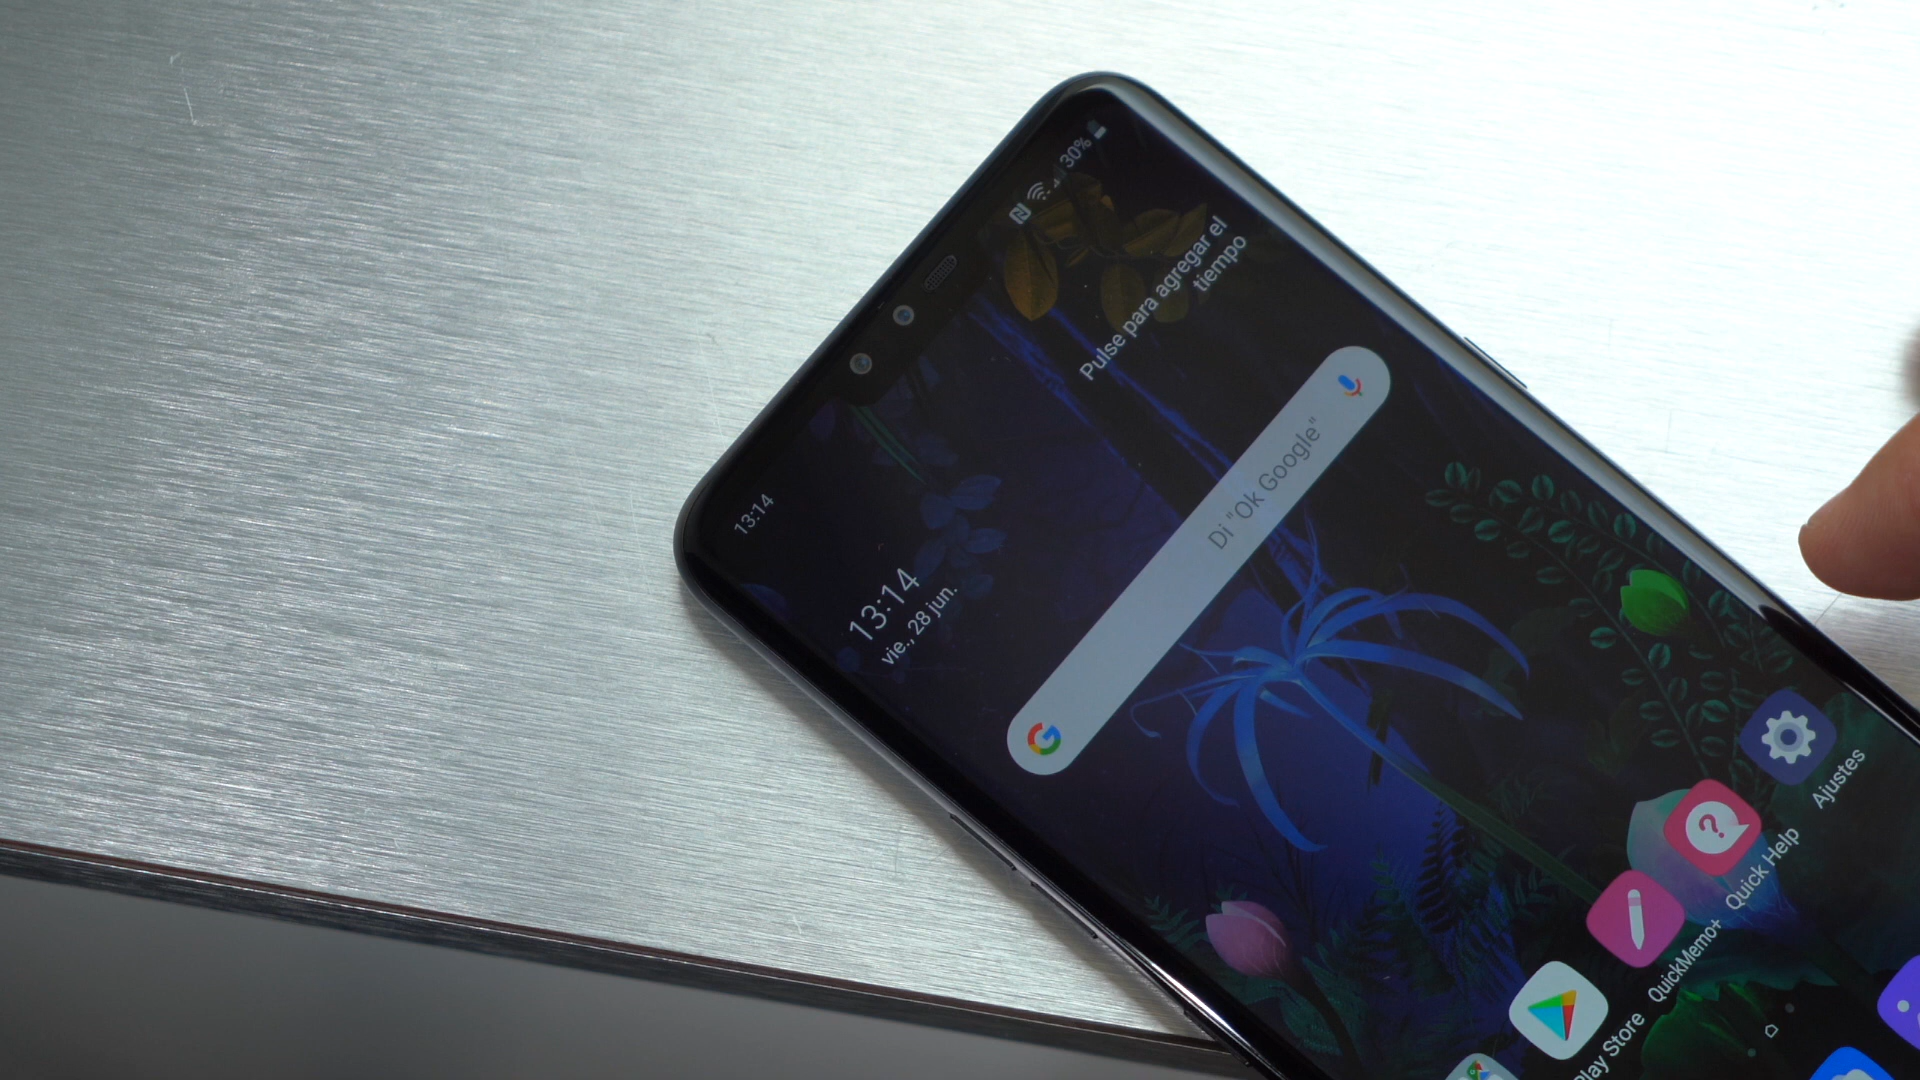 13:14
30%
13:14
vie., 28 jun.
Pulse para agregar el
tiempo
Di "Ok Google"
Play Store
QuickMemo+
Quick Help
Ajustes